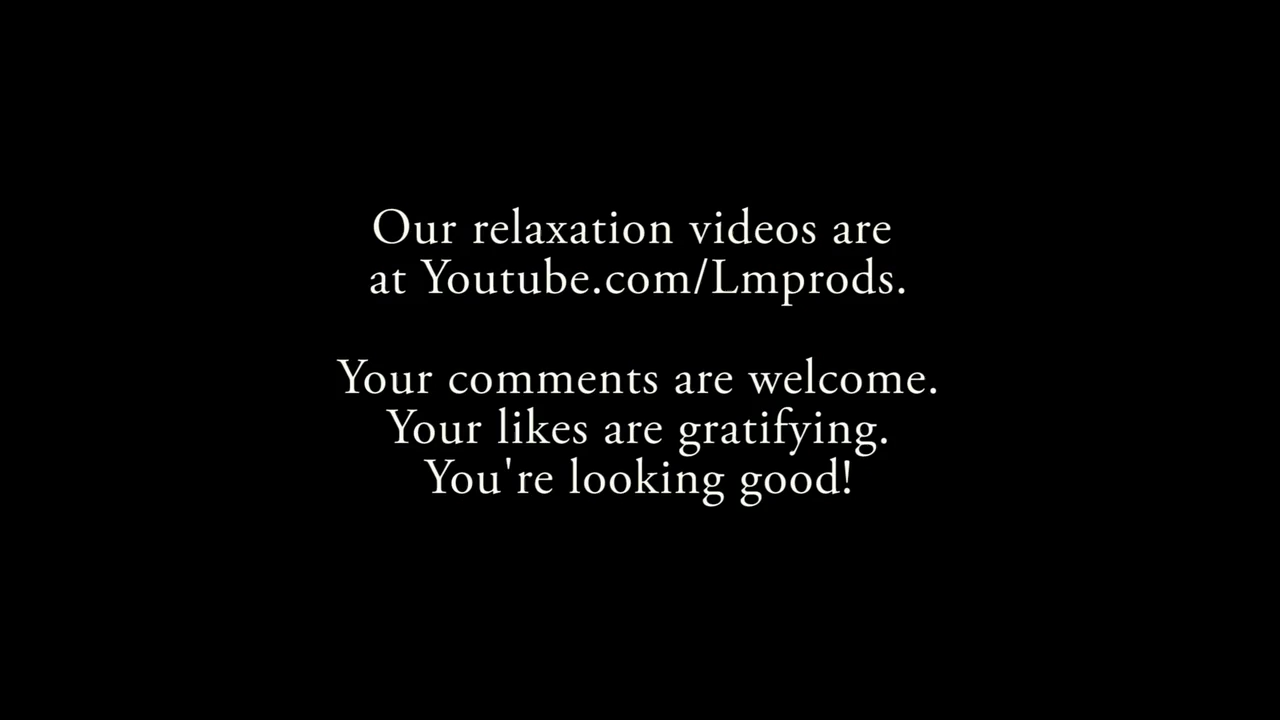 Our relaxation videos are
at Youtube.com/Lmprods.
Your comments are welcome.
Your likes are gratifying.
You're looking good!